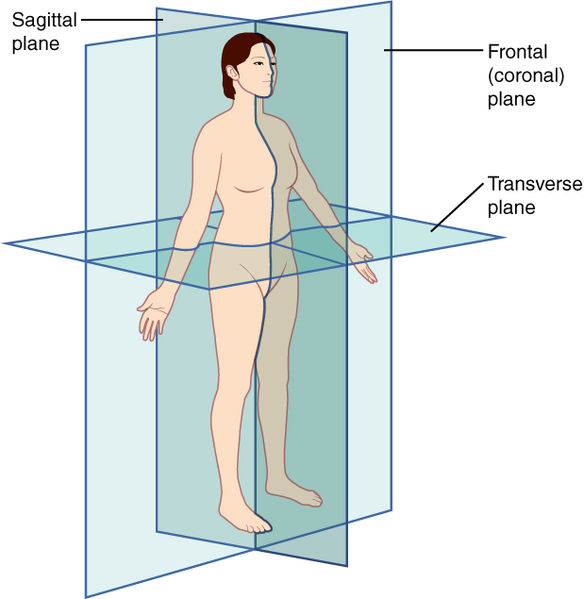 Sagittal
plane
Frontal
(coronal)
plane
Transverse
plane